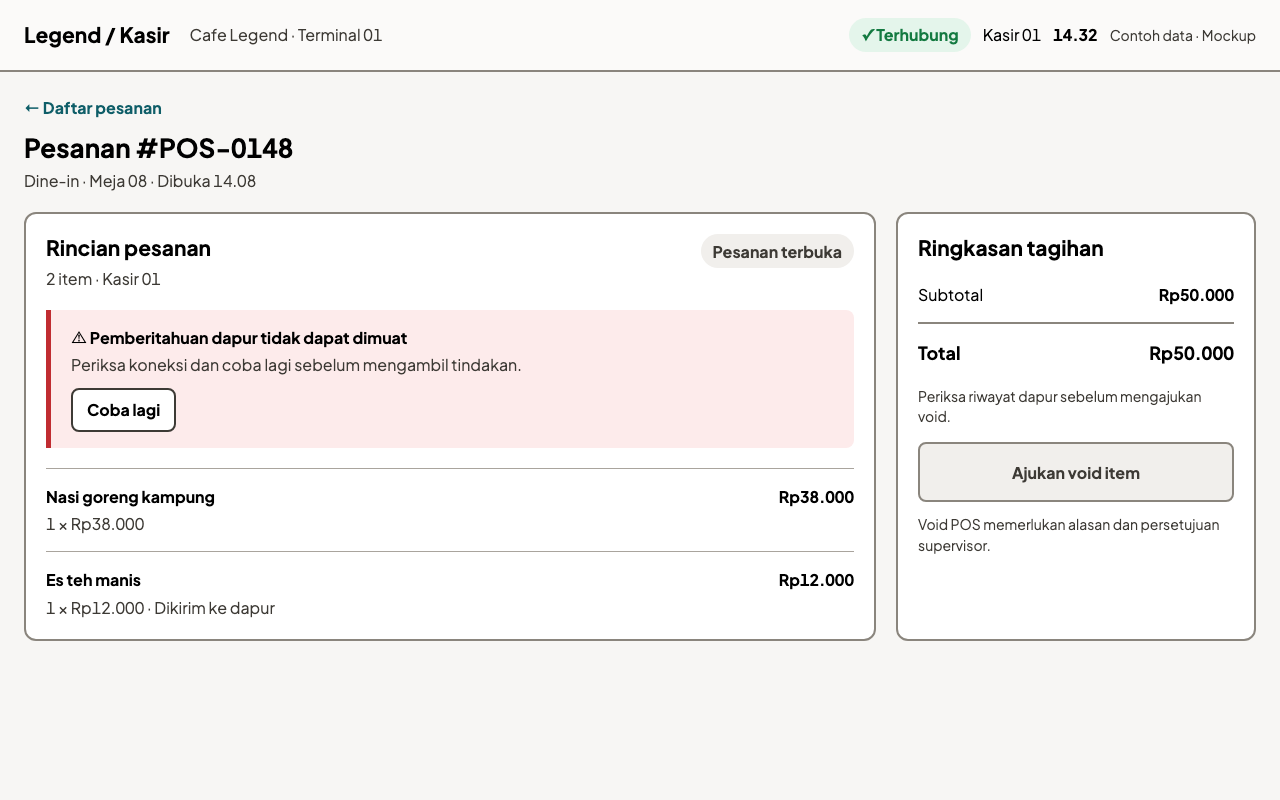 Legend / Kasir
Cafe Legend · Terminal 01
✓Terhubung
Kasir 01
14.32
Contoh data · Mockup
← Daftar pesanan
Pesanan #POS-0148
Dine-in · Meja 08 · Dibuka 14.08
Rincian pesanan
Pesanan terbuka
2 item · Kasir 01
⚠ Pemberitahuan dapur tidak dapat dimuat
Periksa koneksi dan coba lagi sebelum mengambil tindakan.
Coba lagi
Nasi goreng kampung
Rp38.000
1 × Rp38.000
Es teh manis
Rp12.000
1 × Rp12.000 · Dikirim ke dapur
Ringkasan tagihan
Subtotal
Rp50.000
Total
Rp50.000
Periksa riwayat dapur sebelum mengajukan
void.
Ajukan void item
Void POS memerlukan alasan dan persetujuan
supervisor.